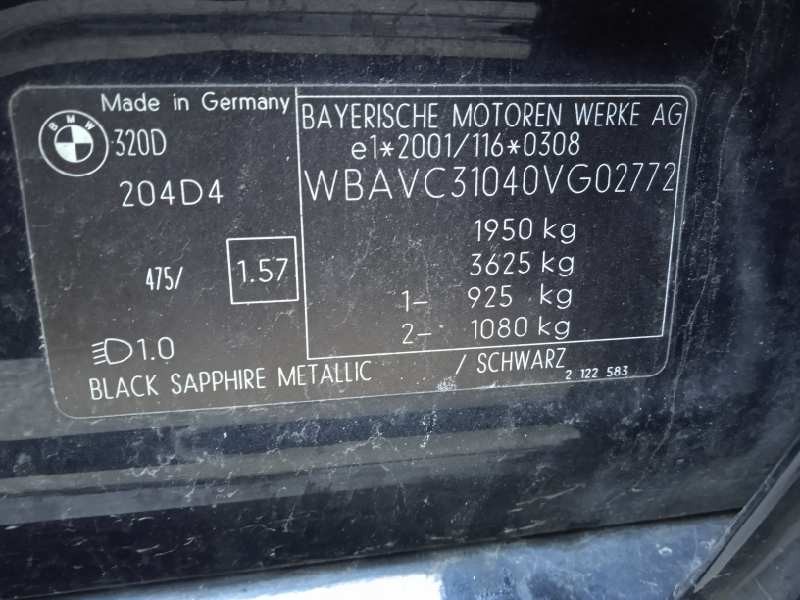 Made in Germany
BMW
320D
204D4
475/
1.57
1.0
BLACK SAPPHIRE METALLIC / SCHWARZ
2 122 583
BAYERISCHE MOTOREN WERKE AG
e1*2001/116*0308
WBAVC31040VG02772
1950 kg
3625 kg
1- 925 kg
2- 1080 kg